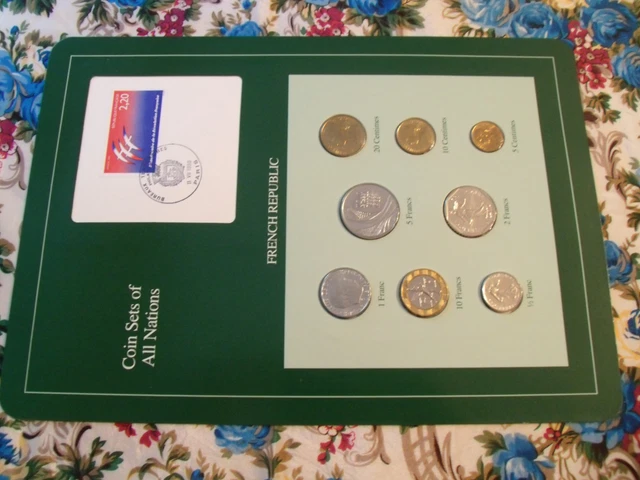 2,20
PARIS
Coin Sets of
All Nations
FRENCH REPUBLIC
20 Centimes
10 Centimes
5 Centimes
5 Francs
2 Francs
1 Franc
10 Francs
½ Franc